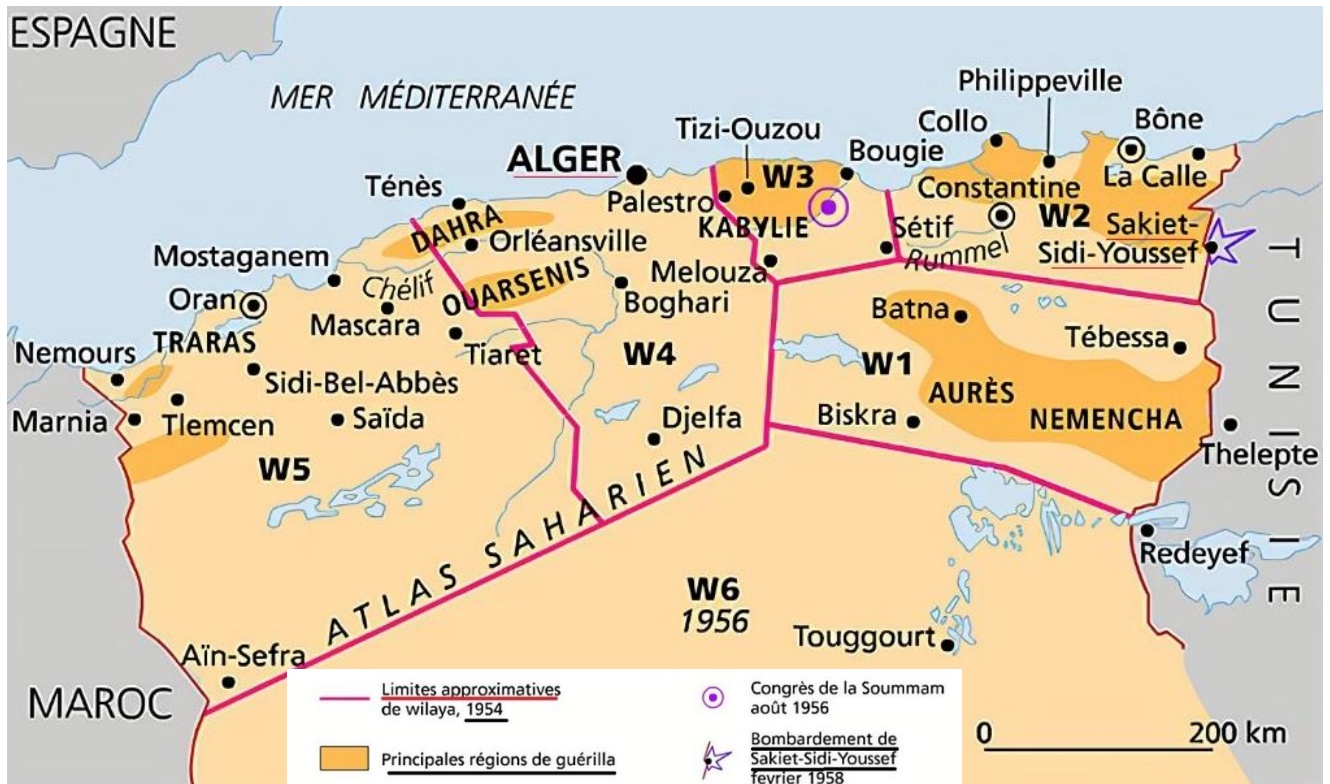 ESPAGNE
MER MÉDITERRANÉE
Philippeville
Tizi-Ouzou
Collo
Bône
ALGER
Bougie
Ténès
W3
La Calle
Palestro
Constantine
KABYLIE
W2
DAHRA
Sétif
Sakiet-
Sidi-Youssef
Orléansville
Rummel
Mostaganem
Chélif
OUARSENIS
Melouza
Oran
Boghari
Mascara
Batna
TRARAS
Tiaret
Tébessa
Nemours
W4
W1
Sidi-Bel-Abbès
AURÈS
Marnia
Tlemcen
Saïda
Djelfa
Biskra
NEMENCHA
Thelepte
W5
ATLAS SAHARIEN
TUNISIE
Redeyef
W6
1956
Touggourt
Aïn-Sefra
MAROC
Limites approximatives
de wilaya, 1954
Principales régions de guérilla
Congrès de la Soummam
août 1956
Bombardement de
Sakiet-Sidi-Youssef
fevrier 1958
0 200 km